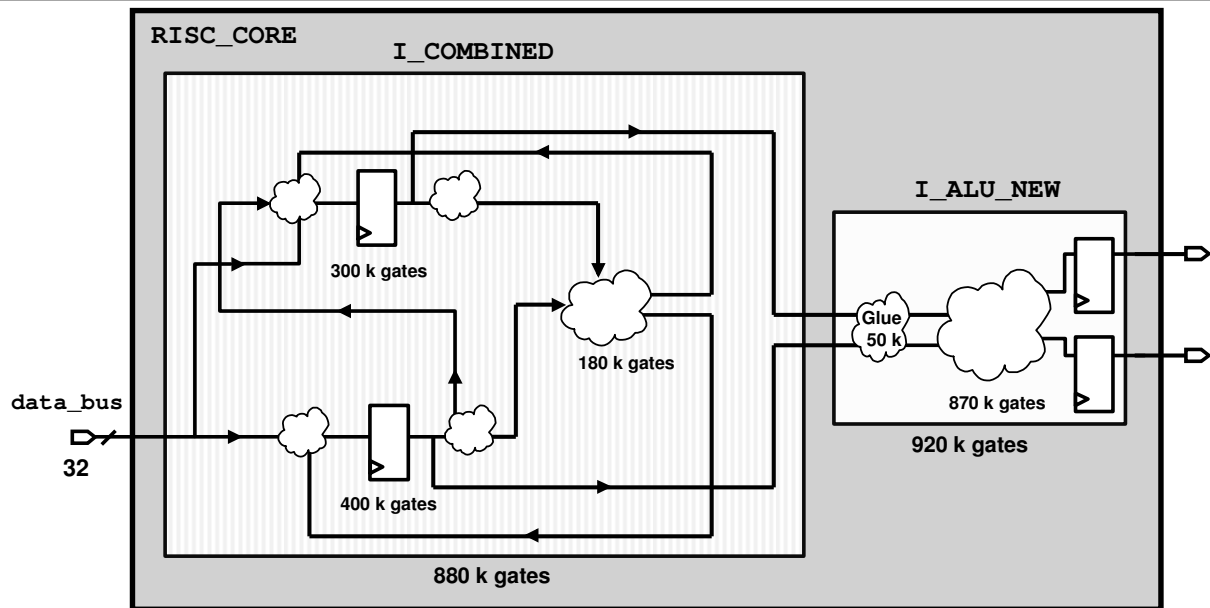 RISC_CORE
I_COMBINED
I_ALU_NEW
300 k gates
Glue
50 k
180 k gates
data_bus
870 k gates
32
920 k gates
400 k gates
880 k gates